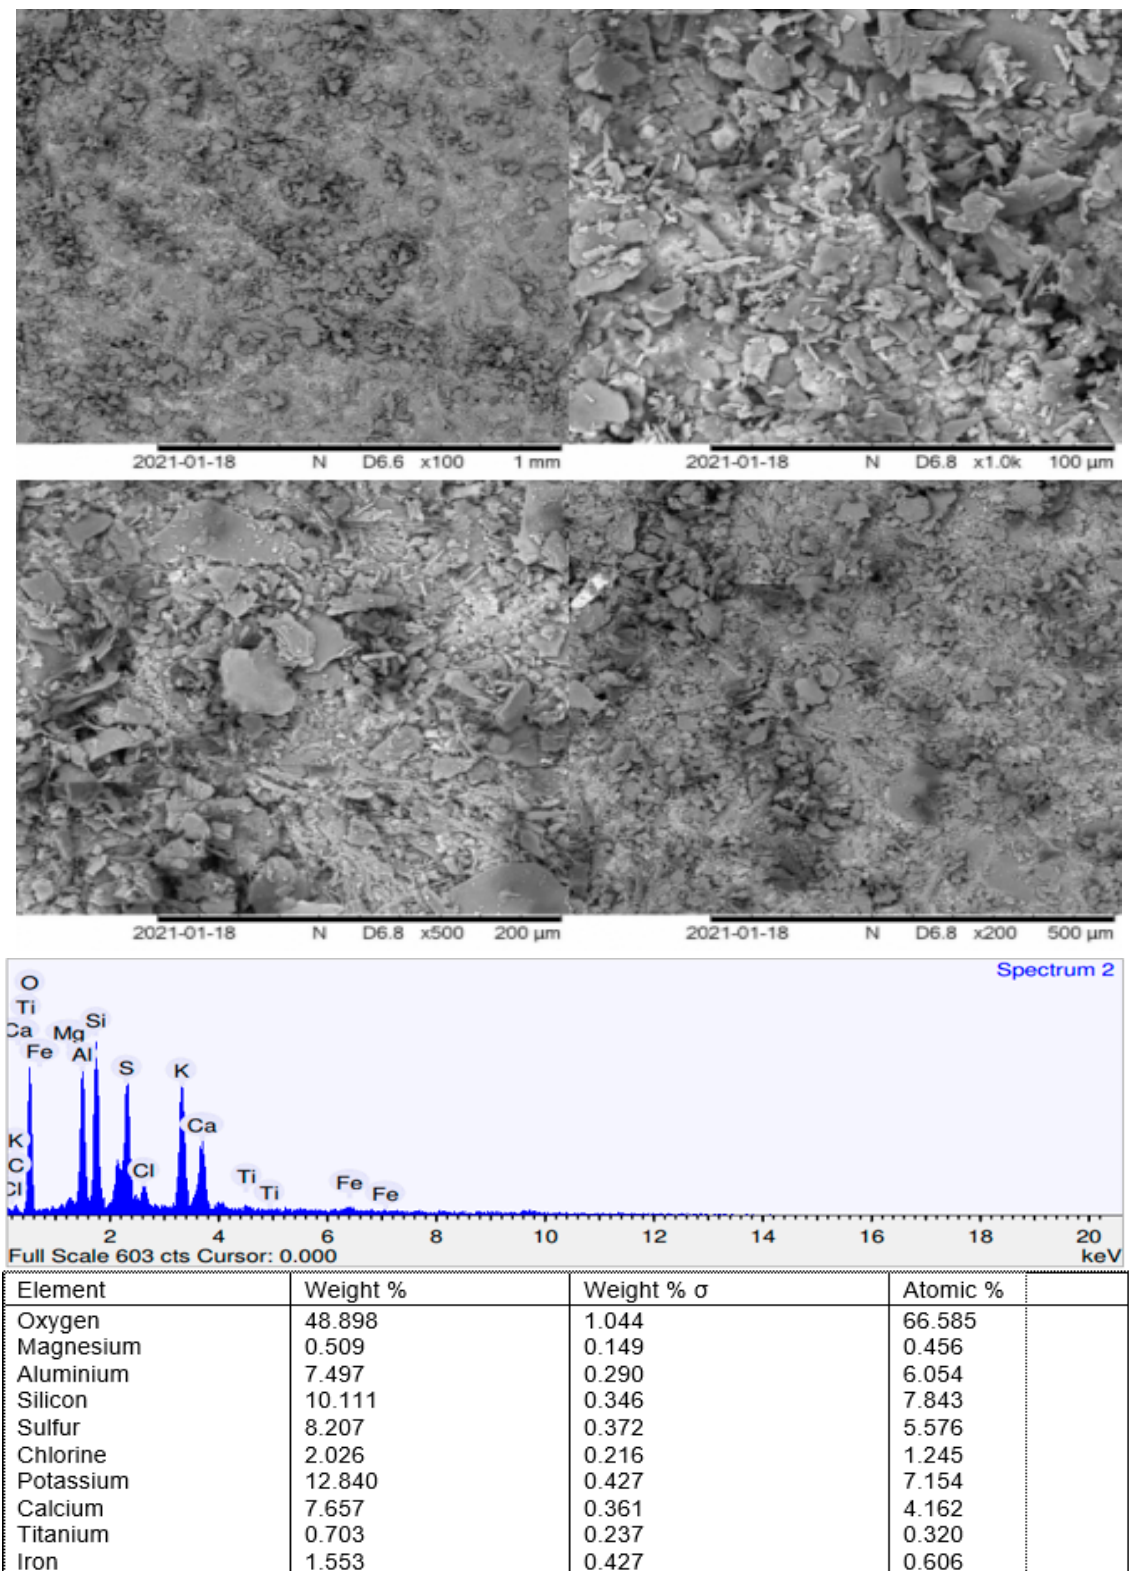 2021-01-18 N D6.6 x100 1 mm
2021-01-18 N D6.8 x1.0k 100 µm
2021-01-18 N D6.8 x500 200 µm
2021-01-18 N D6.8 x200 500 µm
Spectrum 2
O
Ti
Ca
Fe
Mg
Al
Si
S
K
Ca
K
C
Cl
Cl
Ti
Ti
Fe
Fe
2 4 6 8 10 12 14 16 18 20
Full Scale 603 cts Cursor: 0.000 keV
Element Weight % Weight % σ Atomic %
Oxygen 48.898 1.044 66.585
Magnesium 0.509 0.149 0.456
Aluminium 7.497 0.290 6.054
Silicon 10.111 0.346 7.843
Sulfur 8.207 0.372 5.576
Chlorine 2.026 0.216 1.245
Potassium 12.840 0.427 7.154
Calcium 7.657 0.361 4.162
Titanium 0.703 0.237 0.320
Iron 1.553 0.427 0.606